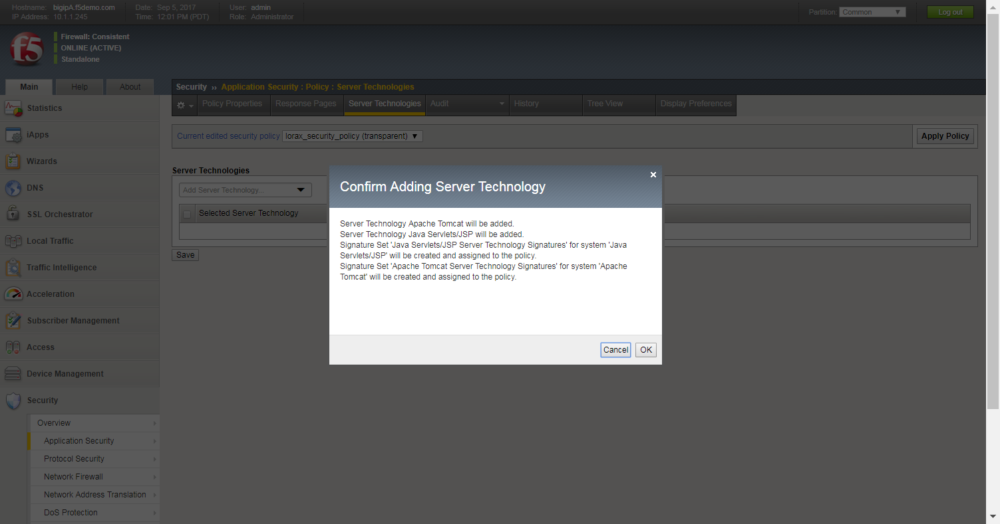 Hostname: bigipA.f5demo.com Date: Sep 5, 2017 User: admin
IP Address: 10.1.1.245 Time: 12:01 PM (PDT) Role: Administrator
Partition: Common Log out
f5
Firewall: Consistent
ONLINE (ACTIVE)
Standalone
Main Help About
Security ›› Application Security : Policy : Server Technologies
Policy Properties Response Pages Server Technologies Audit History Tree View Display Preferences
Statistics
iApps
Wizards
DNS
SSL Orchestrator
Local Traffic
Traffic Intelligence
Acceleration
Subscriber Management
Access
Device Management
Security
Overview
Application Security
Protocol Security
Network Firewall
Network Address Translation
DoS Protection
Current edited security policy lorax_security_policy (transparent) Apply Policy
Server Technologies
Add Server Technology...
Selected Server Technology
Save
Confirm Adding Server Technology
Server Technology Apache Tomcat will be added.
Server Technology Java Servlets/JSP will be added.
Signature Set 'Java Servlets/JSP Server Technology Signatures' for system 'Java
Servlets/JSP' will be created and assigned to the policy.
Signature Set 'Apache Tomcat Server Technology Signatures' for system 'Apache
Tomcat' will be created and assigned to the policy.
Cancel OK